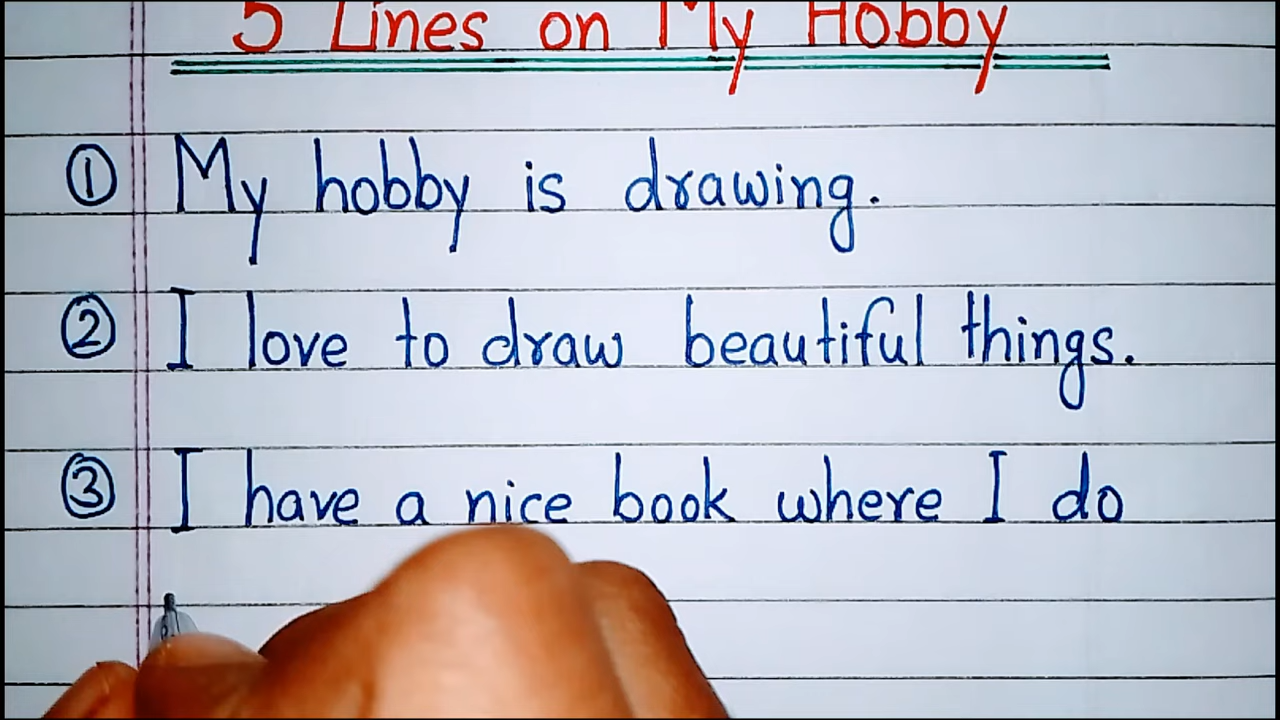 5 Lines on My Hobby
① My hobby is drawing.
② I love to draw beautiful things.
③ I have a nice book where I do